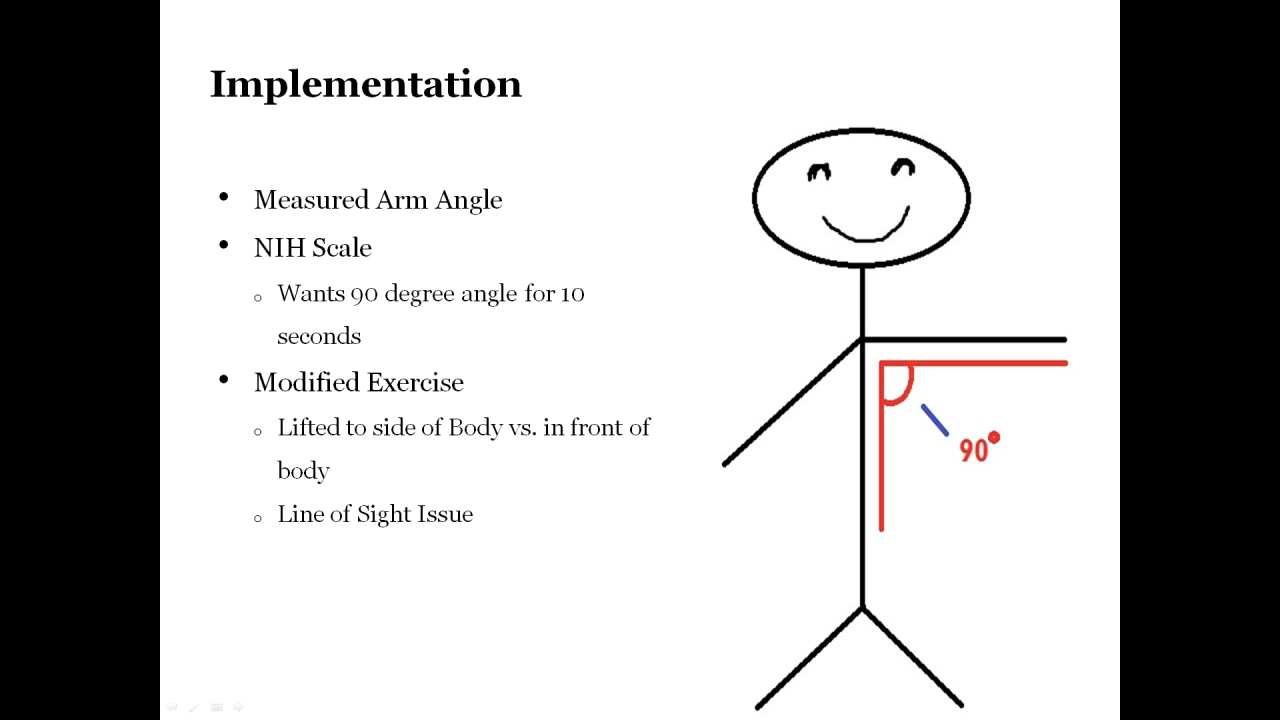 Implementation
• Measured Arm Angle
• NIH Scale
○ Wants 90 degree angle for 10
seconds
• Modified Exercise
○ Lifted to side of Body vs. in front of
body
○ Line of Sight Issue
90°